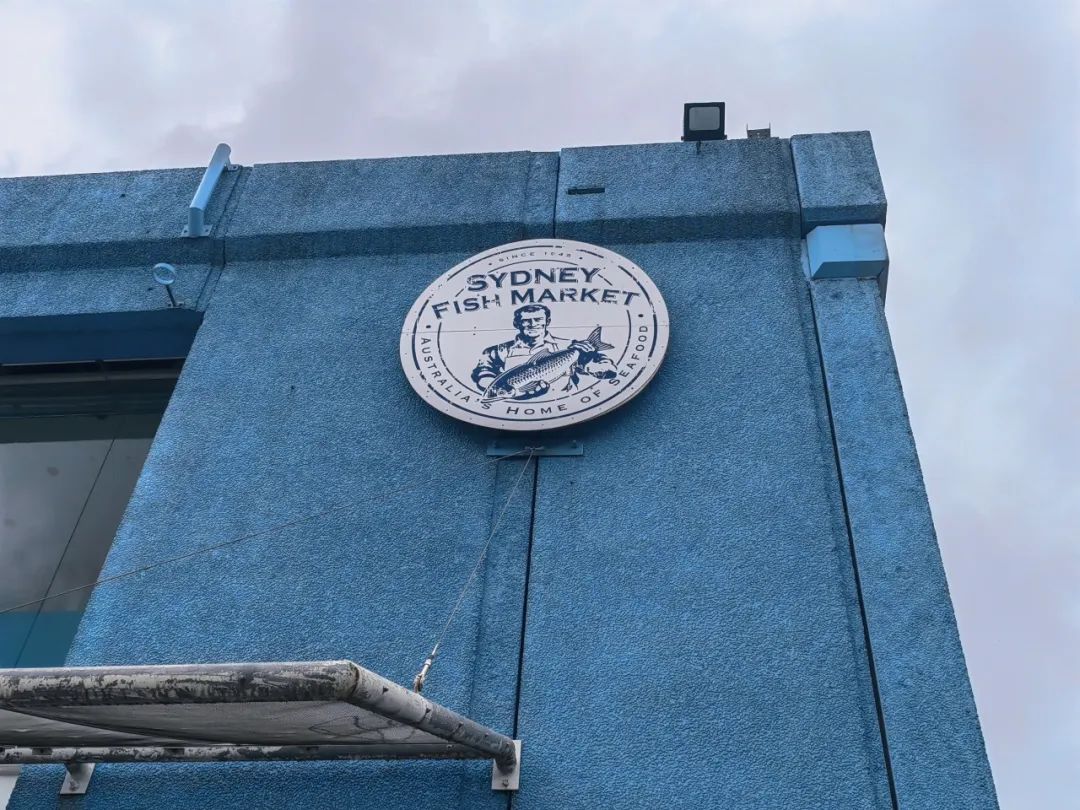 SINCE 1945
SYDNEY
FISH MARKET
AUSTRALIA'S HOME OF SEAFOOD